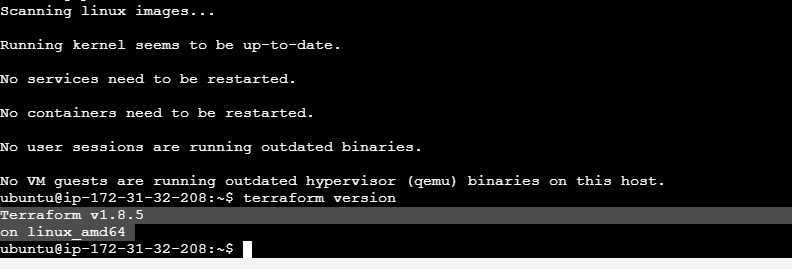 Scanning linux images...
Running kernel seems to be up-to-date.
No services need to be restarted.
No containers need to be restarted.
No user sessions are running outdated binaries.
No VM guests are running outdated hypervisor (qemu) binaries on this host.
ubuntu@ip-172-31-32-208:~$ terraform version
Terraform v1.8.5
on linux_amd64
ubuntu@ip-172-31-32-208:~$